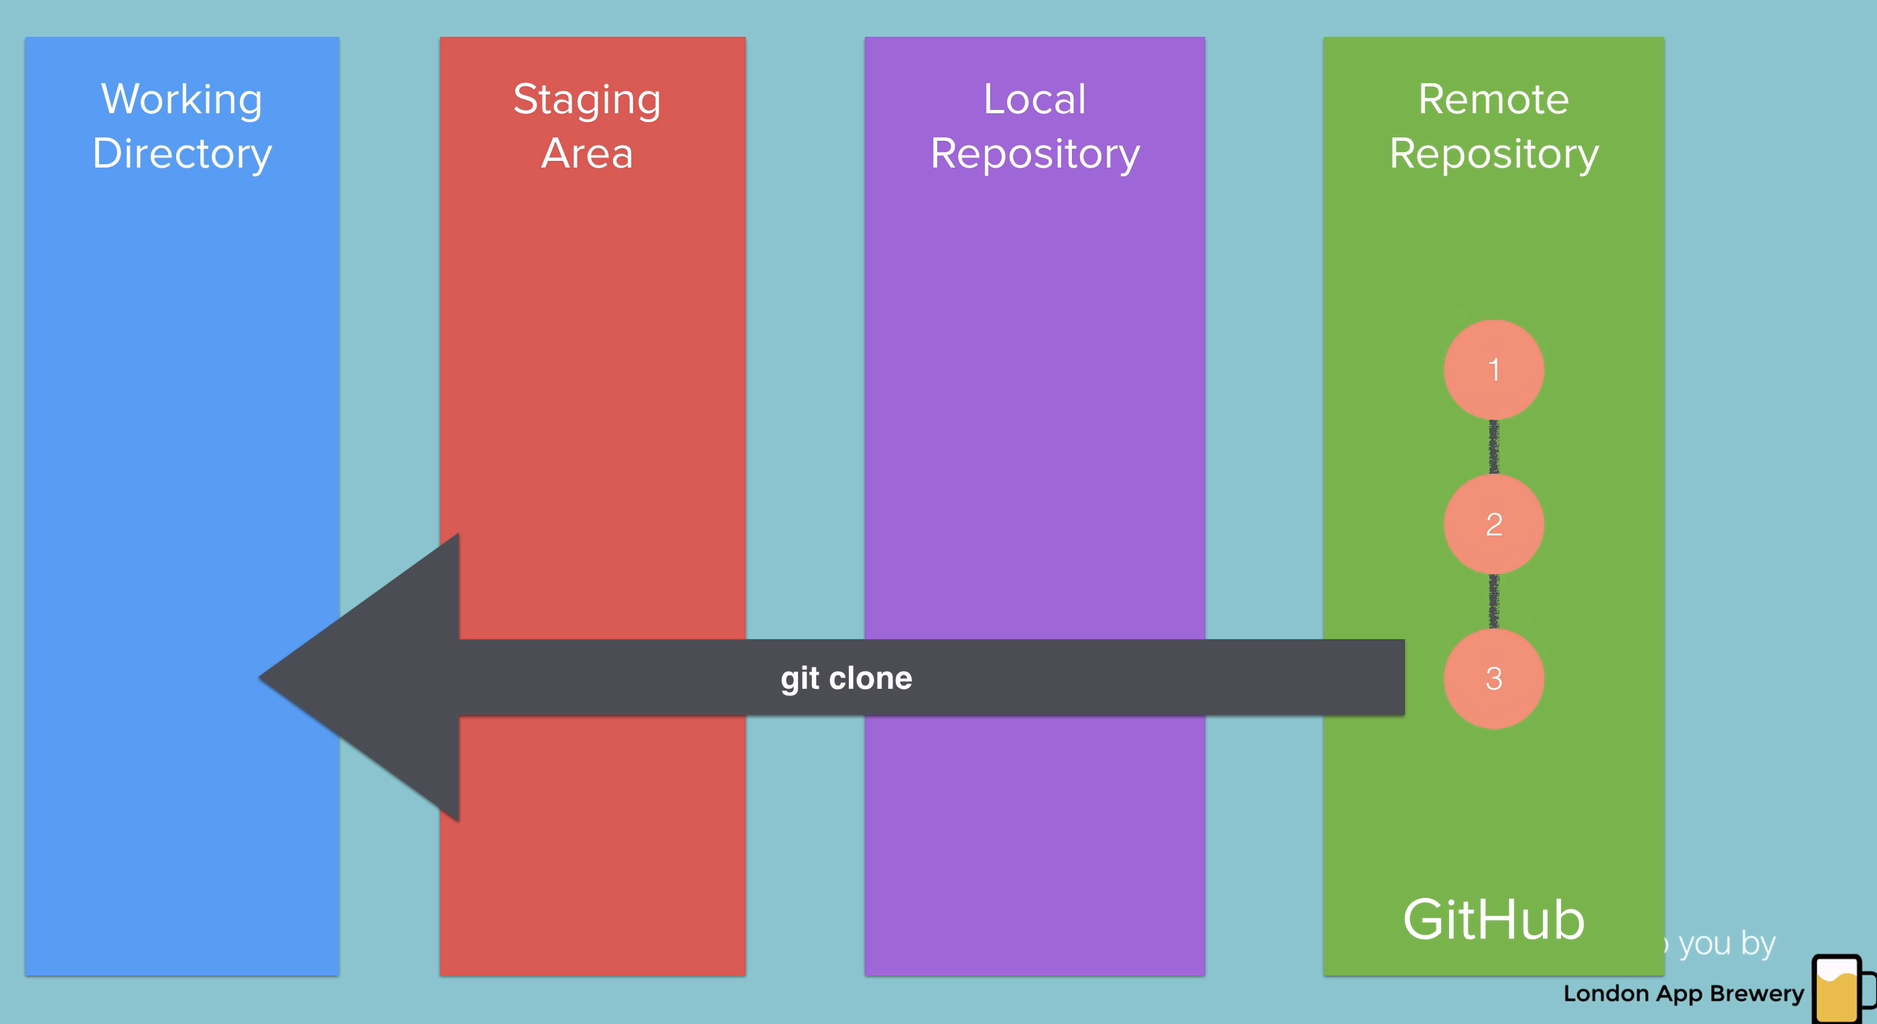 Working
Directory
Staging
Area
Local
Repository
Remote
Repository
1
2
3
git clone
GitHub
you by
London App Brewery